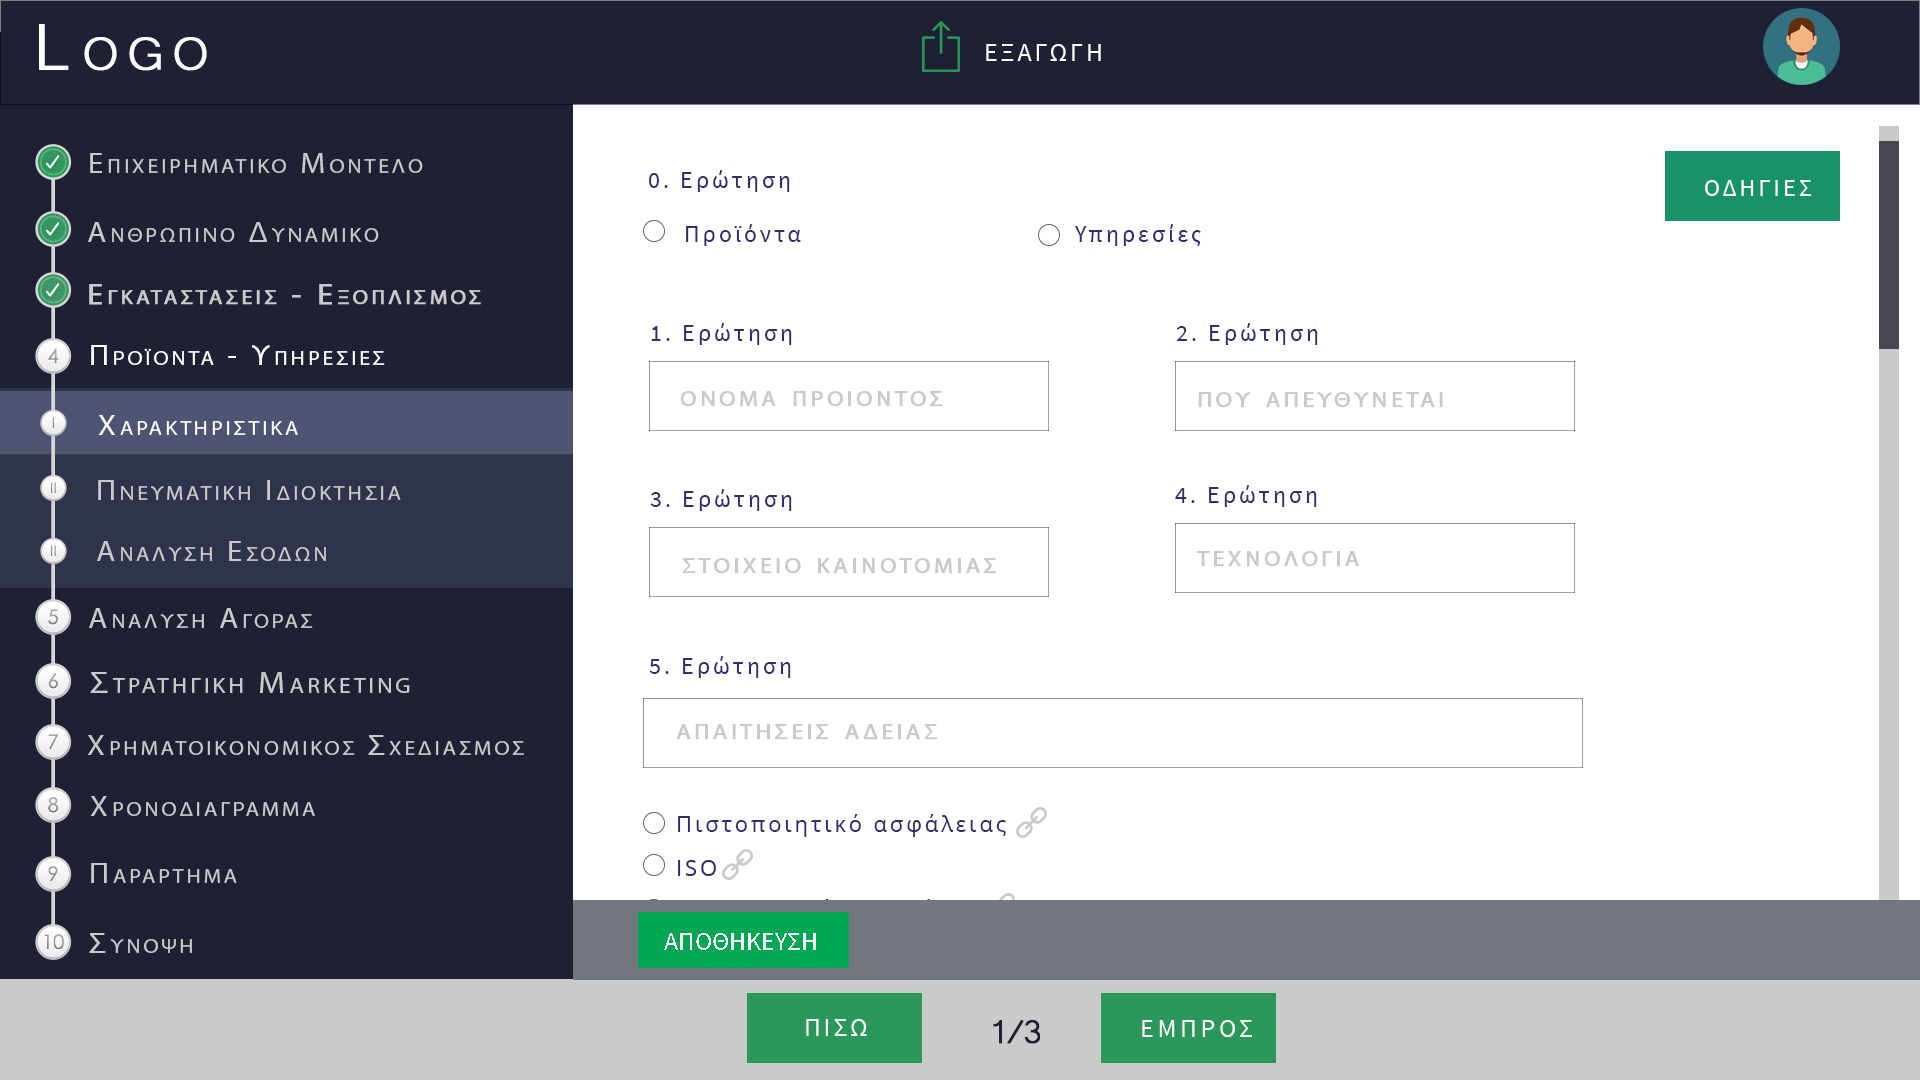 LOGO
ΕΞΑΓΩΓΗ
ΕΠΙΧΕΙΡΗΜΑΤΙΚΟ ΜΟΝΤΕΛΟ
ΑΝΘΡΩΠΙΝΟ ΔΥΝΑΜΙΚΟ
ΕΓΚΑΤΑΣΤΑΣΕΙΣ - ΕΞΟΠΛΙΣΜΟΣ
4 ΠΡΟΪΟΝΤΑ - ΥΠΗΡΕΣΙΕΣ
I ΧΑΡΑΚΤΗΡΙΣΤΙΚΑ
II ΠΝΕΥΜΑΤΙΚΗ ΙΔΙΟΚΤΗΣΙΑ
II ΑΝΑΛΥΣΗ ΕΣΟΔΩΝ
5 ΑΝΑΛΥΣΗ ΑΓΟΡΑΣ
6 ΣΤΡΑΤΗΓΙΚΗ MARKETING
7 ΧΡΗΜΑΤΟΙΚΟΝΟΜΙΚΟΣ ΣΧΕΔΙΑΣΜΟΣ
8 ΧΡΟΝΟΔΙΑΓΡΑΜΜΑ
9 ΠΑΡΑΡΤΗΜΑ
10 ΣΥΝΟΨΗ
0. Ερώτηση
ΟΔΗΓΙΕΣ
Προϊόντα
Υπηρεσίες
1. Ερώτηση
ΟΝΟΜΑ ΠΡΟΙΟΝΤΟΣ
2. Ερώτηση
ΠΟΥ ΑΠΕΥΘΥΝΕΤΑΙ
3. Ερώτηση
ΣΤΟΙΧΕΙΟ ΚΑΙΝΟΤΟΜΙΑΣ
4. Ερώτηση
ΤΕΧΝΟΛΟΓΙΑ
5. Ερώτηση
ΑΠΑΙΤΗΣΕΙΣ ΑΔΕΙΑΣ
Πιστοποιητικό ασφάλειας
ISO
ΑΠΟΘΗΚΕΥΣΗ
ΠΙΣΩ
1/3
ΕΜΠΡΟΣ